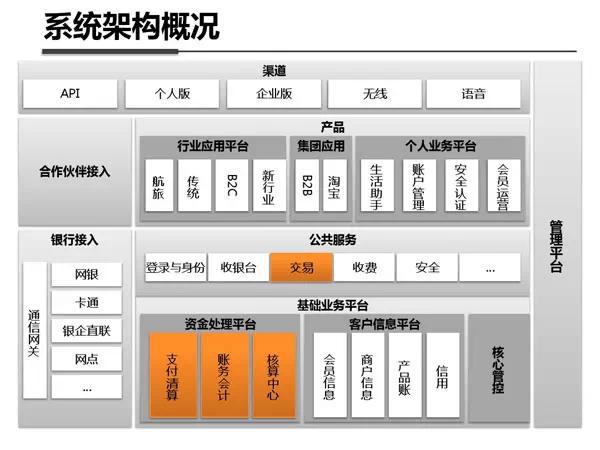 系统架构概况
渠道
API
个人版
企业版
无线
语音
管理平台
合作伙伴接入
产品
行业应用平台
航旅
传统
B2C
新行业
集团应用
B2B
淘宝
个人业务平台
生活助手
账户管理
安全认证
会员运营
银行接入
通信网关
网银
卡通
银企直联
网点
...
公共服务
登录与身份
收银台
交易
收费
安全
...
基础业务平台
资金处理平台
支付清算
账务会计
核算中心
客户信息平台
会员信息
商户信息
产品账
信用
核心管控